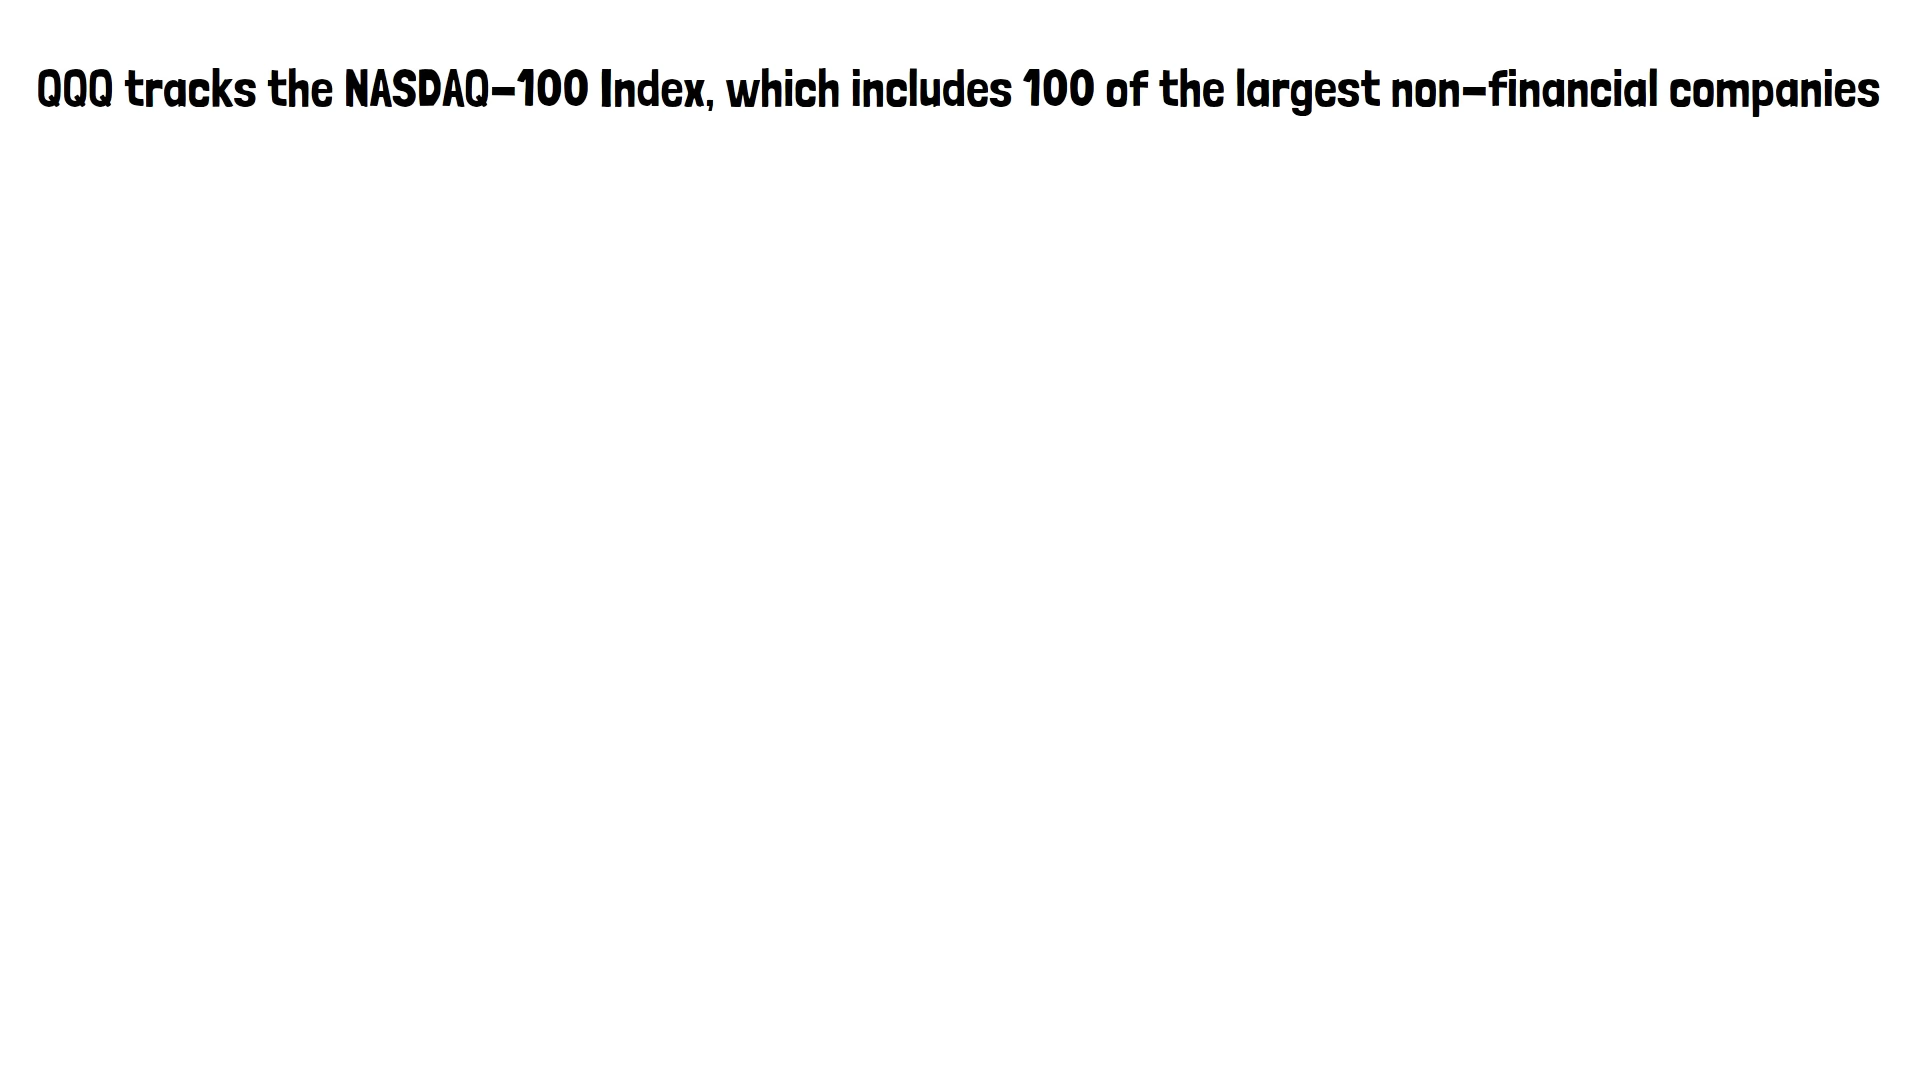 QQQ tracks the NASDAQ-100 Index, which includes 100 of the largest non-financial companies